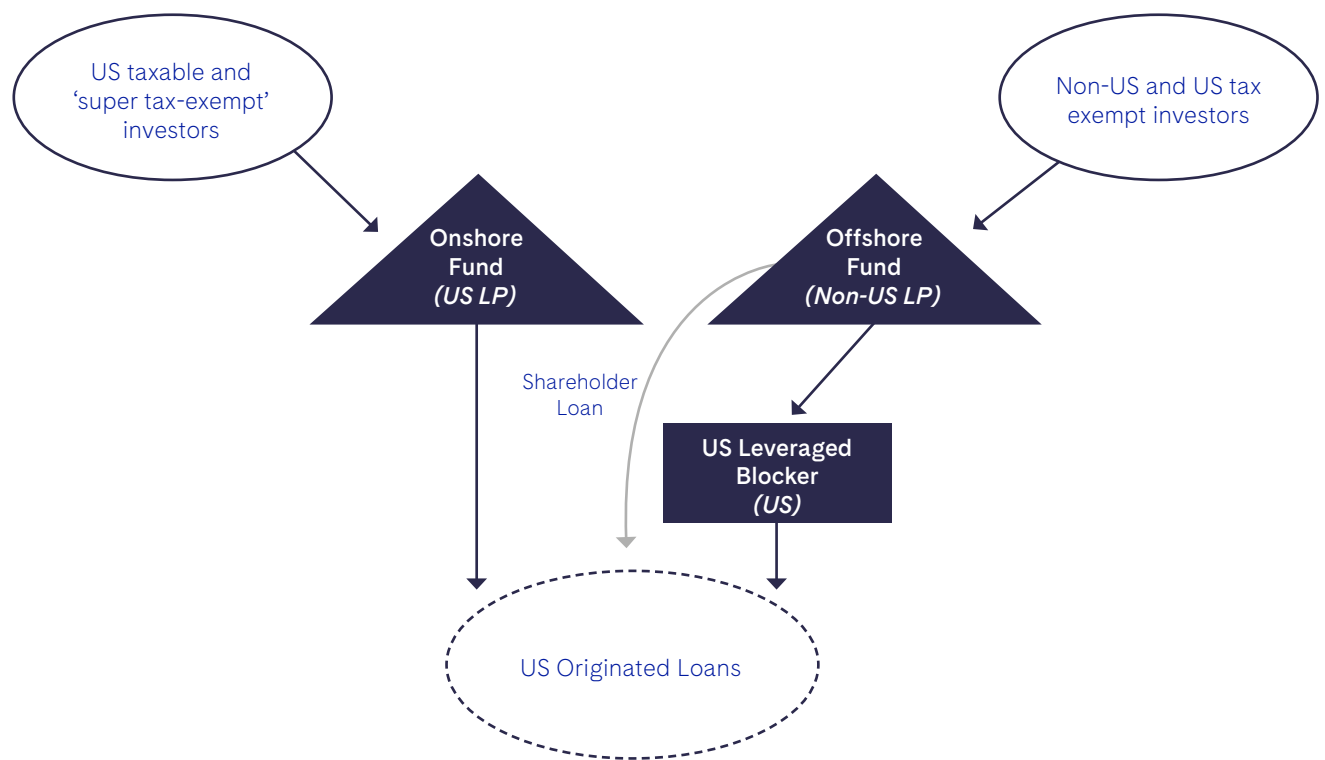 US taxable and
‘super tax-exempt’
investors
Non-US and US tax
exempt investors
Onshore
Fund
(US LP)
Offshore
Fund
(Non-US LP)
Shareholder
Loan
US Leveraged
Blocker
(US)
US Originated Loans